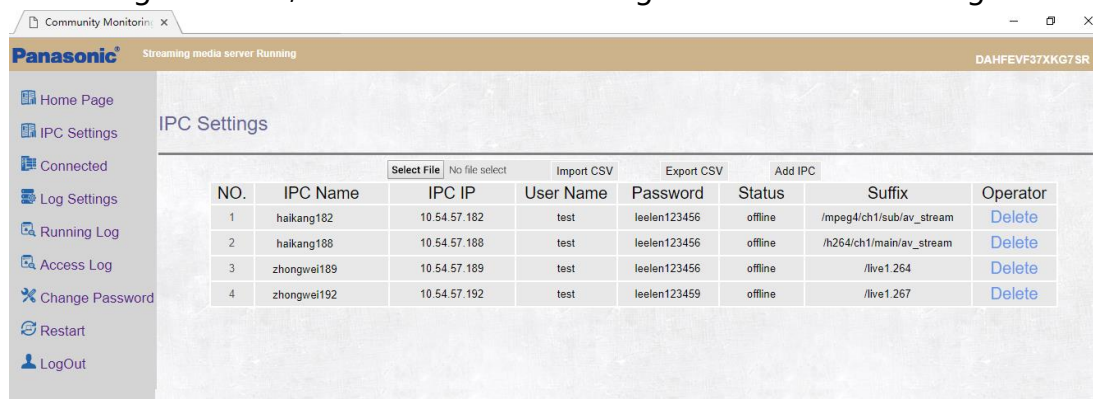 Community Monitoring
Panasonic® Streaming media server Running DAHFEVF37XKG7SR
Home Page
IPC Settings
Connected
Log Settings
Running Log
Access Log
Change Password
Restart
LogOut
IPC Settings
Select File No file select Import CSV Export CSV Add IPC
NO. IPC Name IPC IP User Name Password Status Suffix Operator
1 haikang182 10.54.57.182 test leelen123456 offline /mpeg4/ch1/sub/av_stream Delete
2 haikang188 10.54.57.188 test leelen123456 offline /h264/ch1/main/av_stream Delete
3 zhongwei189 10.54.57.189 test leelen123456 offline /live1.264 Delete
4 zhongwei192 10.54.57.192 test leelen123459 offline /live1.267 Delete